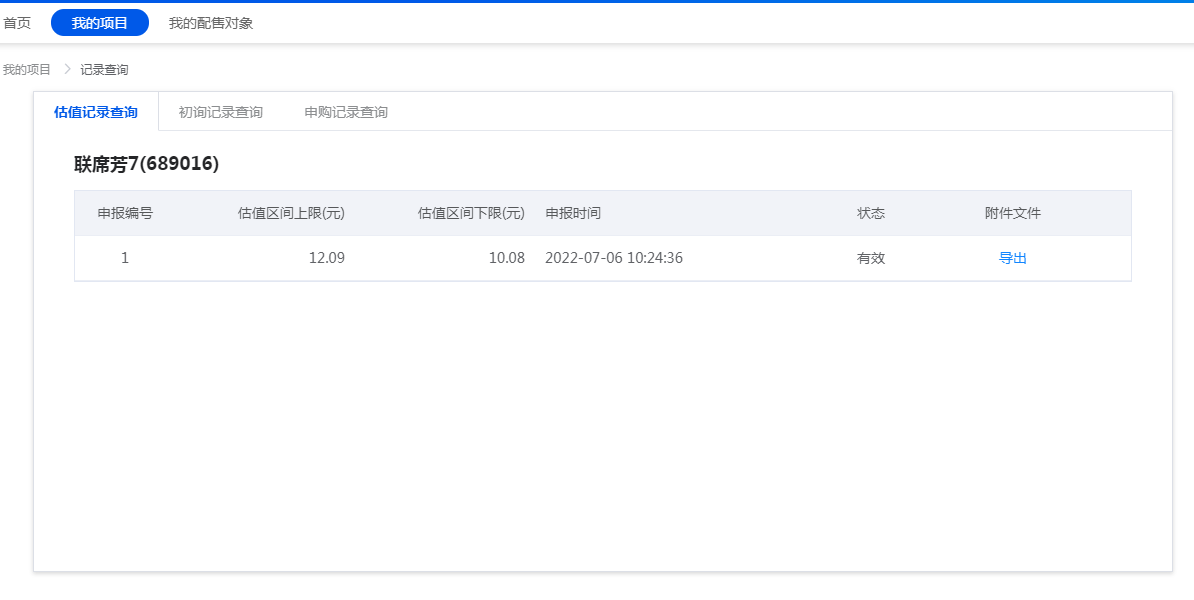 首页 我的项目 我的配售对象
我的项目 > 记录查询
估值记录查询 初询记录查询 申购记录查询
联席芳7(689016)
申报编号 估值区间上限(元) 估值区间下限(元) 申报时间 状态 附件文件
1 12.09 10.08 2022-07-06 10:24:36 有效 导出